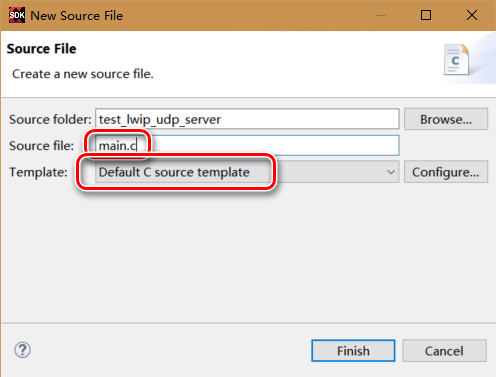 SDK New Source File
Source File
Create a new source file.
C
Source folder: test_lwip_udp_server Browse...
Source file: main.c
Template: Default C source template Configure...
? Finish Cancel